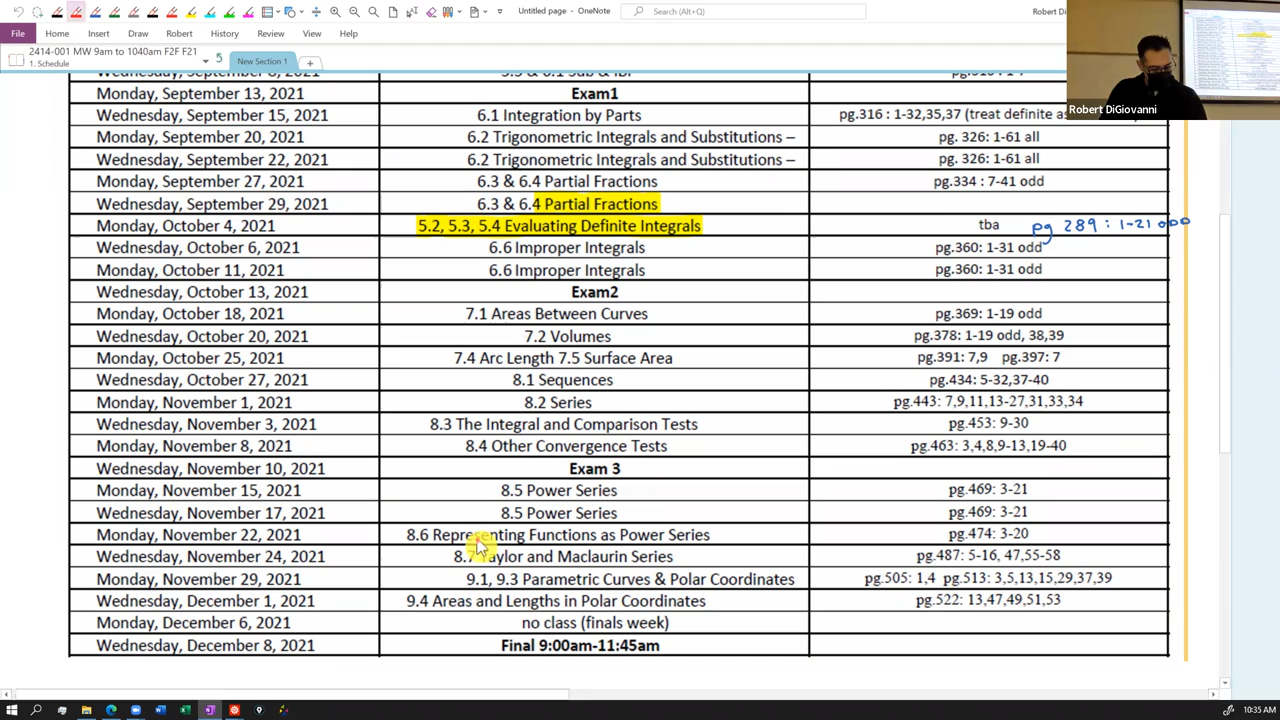 Untitled page - OneNote
Search (Alt+Q)
Robert Di
File Home Insert Draw Robert History Review View Help
2414-001 MW 9am to 1040am F2F F21
1. Schedule
Section 1
Robert DiGiovanni
Wednesday, September 8, 2021
Monday, September 13, 2021 Exam1
Wednesday, September 15, 2021 6.1 Integration by Parts pg.316 : 1-32,35,37 (treat definite as
Monday, September 20, 2021 6.2 Trigonometric Integrals and Substitutions – pg. 326: 1-61 all
Wednesday, September 22, 2021 6.2 Trigonometric Integrals and Substitutions – pg. 326: 1-61 all
Monday, September 27, 2021 6.3 & 6.4 Partial Fractions pg.334 : 7-41 odd
Wednesday, September 29, 2021 6.3 & 6.4 Partial Fractions
Monday, October 4, 2021 5.2, 5.3, 5.4 Evaluating Definite Integrals tba pg 289 : 1-21 odd
Wednesday, October 6, 2021 6.6 Improper Integrals pg.360: 1-31 odd
Monday, October 11, 2021 6.6 Improper Integrals pg.360: 1-31 odd
Wednesday, October 13, 2021 Exam2
Monday, October 18, 2021 7.1 Areas Between Curves pg.369: 1-19 odd
Wednesday, October 20, 2021 7.2 Volumes pg.378: 1-19 odd, 38,39
Monday, October 25, 2021 7.4 Arc Length 7.5 Surface Area pg.391: 7,9 pg.397: 7
Wednesday, October 27, 2021 8.1 Sequences pg.434: 5-32,37-40
Monday, November 1, 2021 8.2 Series pg.443: 7,9,11,13-27,31,33,34
Wednesday, November 3, 2021 8.3 The Integral and Comparison Tests pg.453: 9-30
Monday, November 8, 2021 8.4 Other Convergence Tests pg.463: 3,4,8,9-13,19-40
Wednesday, November 10, 2021 Exam 3
Monday, November 15, 2021 8.5 Power Series pg.469: 3-21
Wednesday, November 17, 2021 8.5 Power Series pg.469: 3-21
Monday, November 22, 2021 8.6 Representing Functions as Power Series pg.474: 3-20
Wednesday, November 24, 2021 8.7 Taylor and Maclaurin Series pg.487: 5-16, 47,55-58
Monday, November 29, 2021 9.1, 9.3 Parametric Curves & Polar Coordinates pg.505: 1,4 pg.513: 3,5,13,15,29,37,39
Wednesday, December 1, 2021 9.4 Areas and Lengths in Polar Coordinates pg.522: 13,47,49,51,53
Monday, December 6, 2021 no class (finals week)
Wednesday, December 8, 2021 Final 9:00am-11:45am
10:35 AM